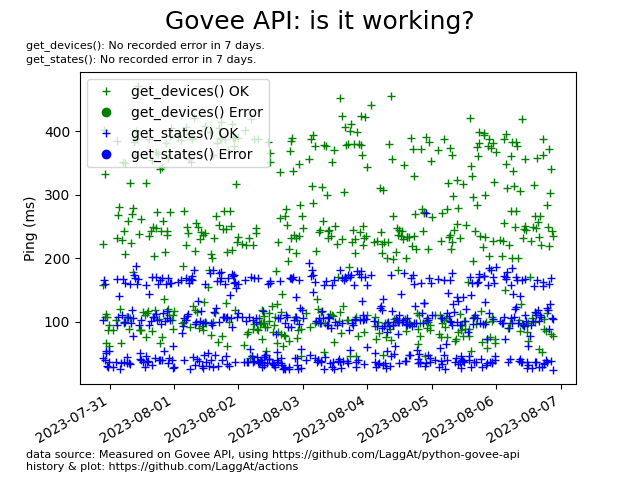 Govee API: is it working?
get_devices(): No recorded error in 7 days.
get_states(): No recorded error in 7 days.
get_devices() OK
get_devices() Error
get_states() OK
get_states() Error
400
300
200
100
Ping (ms)
2023-07-31
2023-08-01
2023-08-02
2023-08-03
2023-08-04
2023-08-05
2023-08-06
2023-08-07
data source: Measured on Govee API, using https://github.com/LaggAt/python-govee-api
history & plot: https://github.com/LaggAt/actions